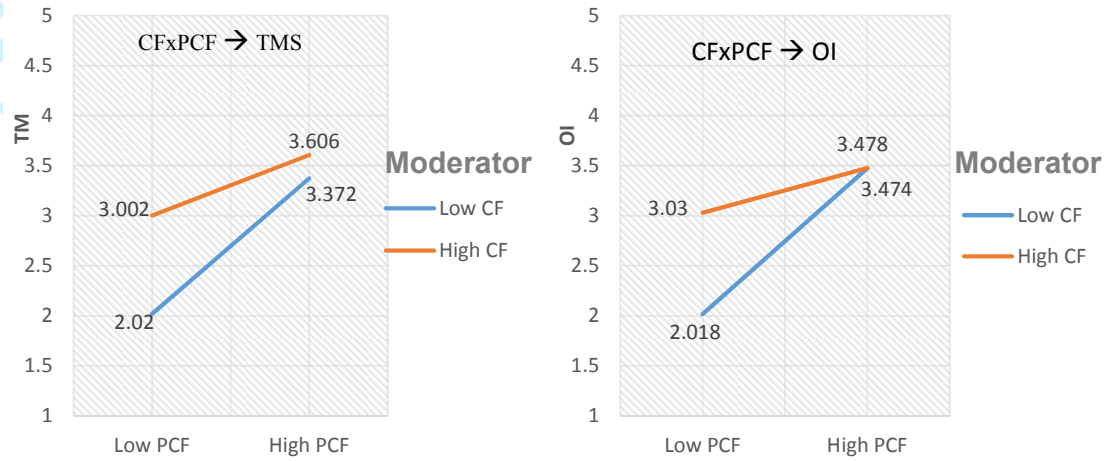 CFxPCF → TMS
5
4.5
4
3.5
3
2.5
2
1.5
1
TM
3.002
3.606
2.02
3.372
Low PCF
High PCF
Moderator
Low CF
High CF
CFxPCF → OI
5
4.5
4
3.5
3
2.5
2
1.5
1
OI
3.03
3.478
2.018
3.474
Low PCF
High PCF
Moderator
Low CF
High CF